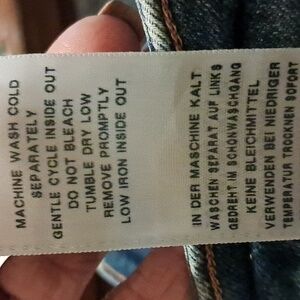 MACHINE WASH COLD
SEPARATELY
GENTLE CYCLE INSIDE OUT
DO NOT BLEACH
TUMBLE DRY LOW
REMOVE PROMPTLY
LOW IRON INSIDE OUT
IN DER MASCHINE KALT
WASCHEN SEPARAT AUF LINKS
GEDREHT IM SCHONWASCHGANG
KEINE BLEICHMITTEL
VERWENDEN BEI NIEDRIGER
TEMPERATUR TROCKNEN SOFORT